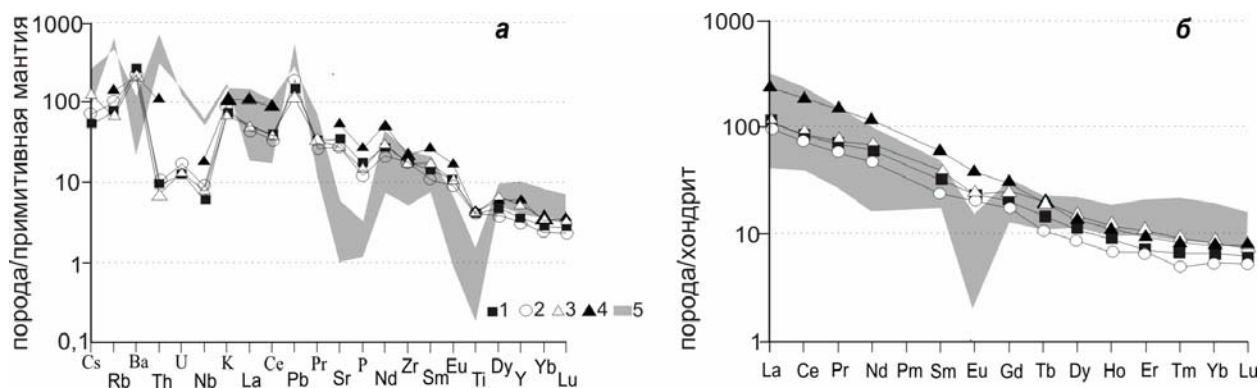 порода/примитивная мантия
1000
100
10
1
0,1
а
1 2 3 4 5
Cs Rb Ba Th U Nb K La Ce Pb Pr Sr P Nd Zr Sm Eu Ti Dy Y Yb Lu
порода/хондрит
1000
100
10
1
б
La Ce Pr Nd Pm Sm Eu Gd Tb Dy Ho Er Tm Yb Lu